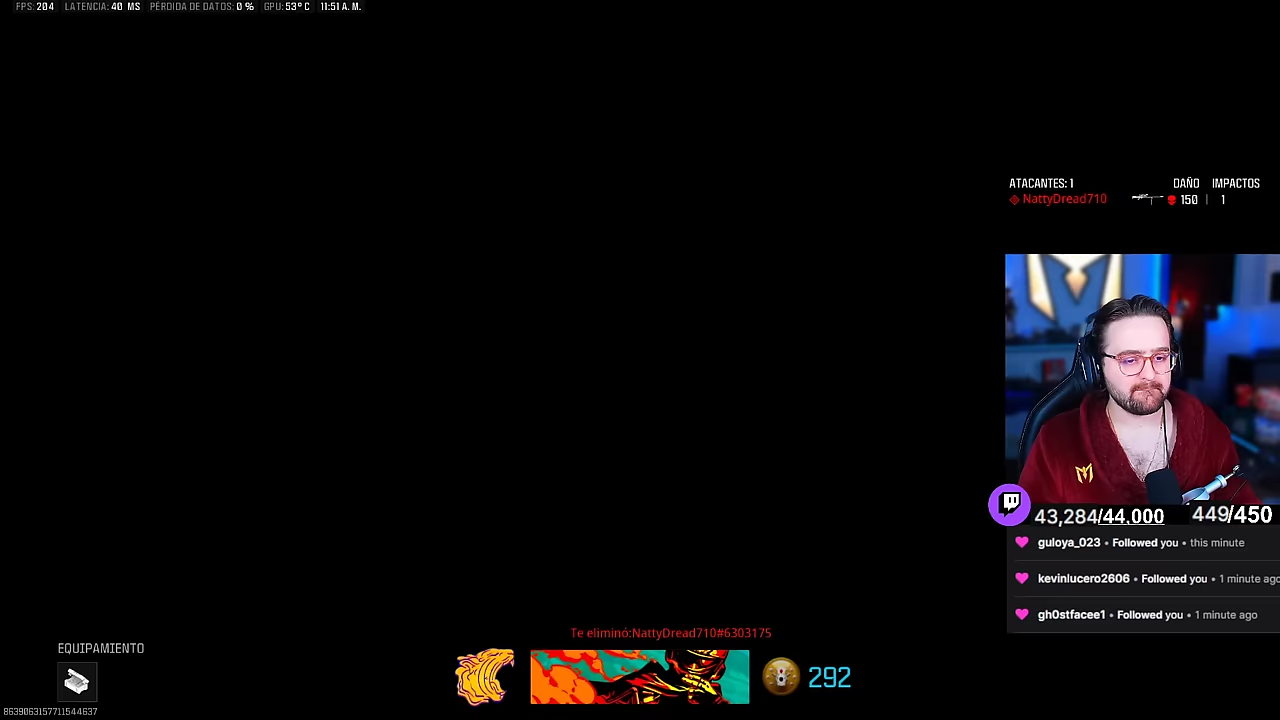 FPS: 204 LATENCIA: 40 MS PÉRDIDA DE DATOS: 0 % GPU: 53° C 11:51 A. M.
ATACANTES: 1 DAÑO IMPACTOS
NattyDread710 150 | 1
43,284/44,000 449/450
guloya_023 • Followed you • this minute
kevinlucero2606 • Followed you • 1 minute ago
gh0stfacee1 • Followed you • 1 minute ago
Te eliminó:NattyDread710#6303175
292
EQUIPAMIENTO
8639063157711544637